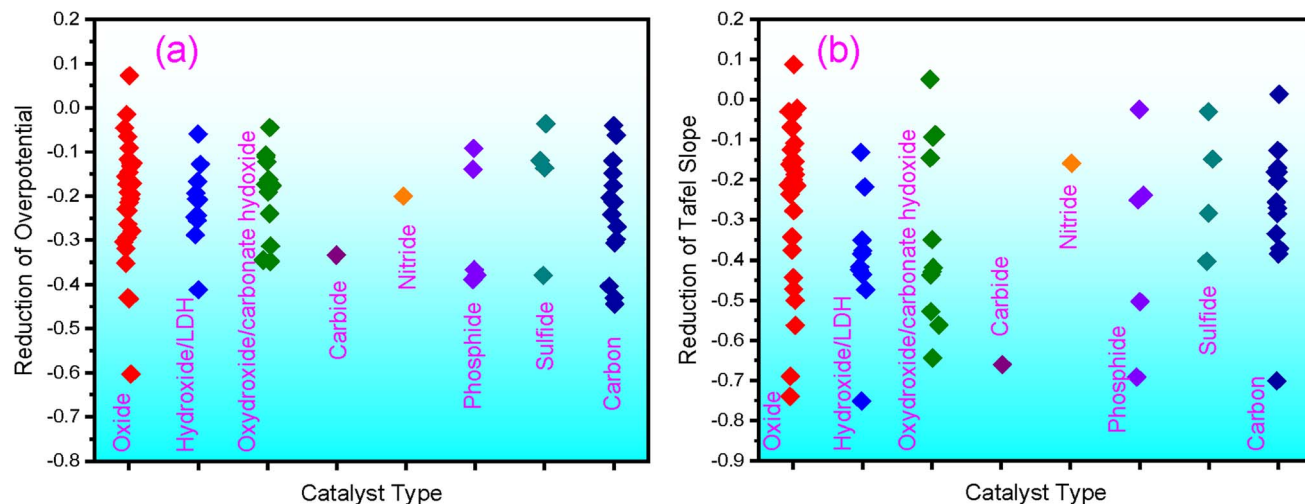 (a)
Reduction of Overpotential
0.2
0.1
0.0
-0.1
-0.2
-0.3
-0.4
-0.5
-0.6
-0.7
-0.8
Oxide
Hydroxide/LDH
Oxydroxide/carbonate hydoxide
Carbide
Nitride
Phosphide
Sulfide
Carbon
Catalyst Type
(b)
Reduction of Tafel Slope
0.2
0.1
0.0
-0.1
-0.2
-0.3
-0.4
-0.5
-0.6
-0.7
-0.8
-0.9
Oxide
Hydroxide/LDH
Oxydroxide/carbonate hydoxide
Carbide
Nitride
Phosphide
Sulfide
Carbon
Catalyst Type